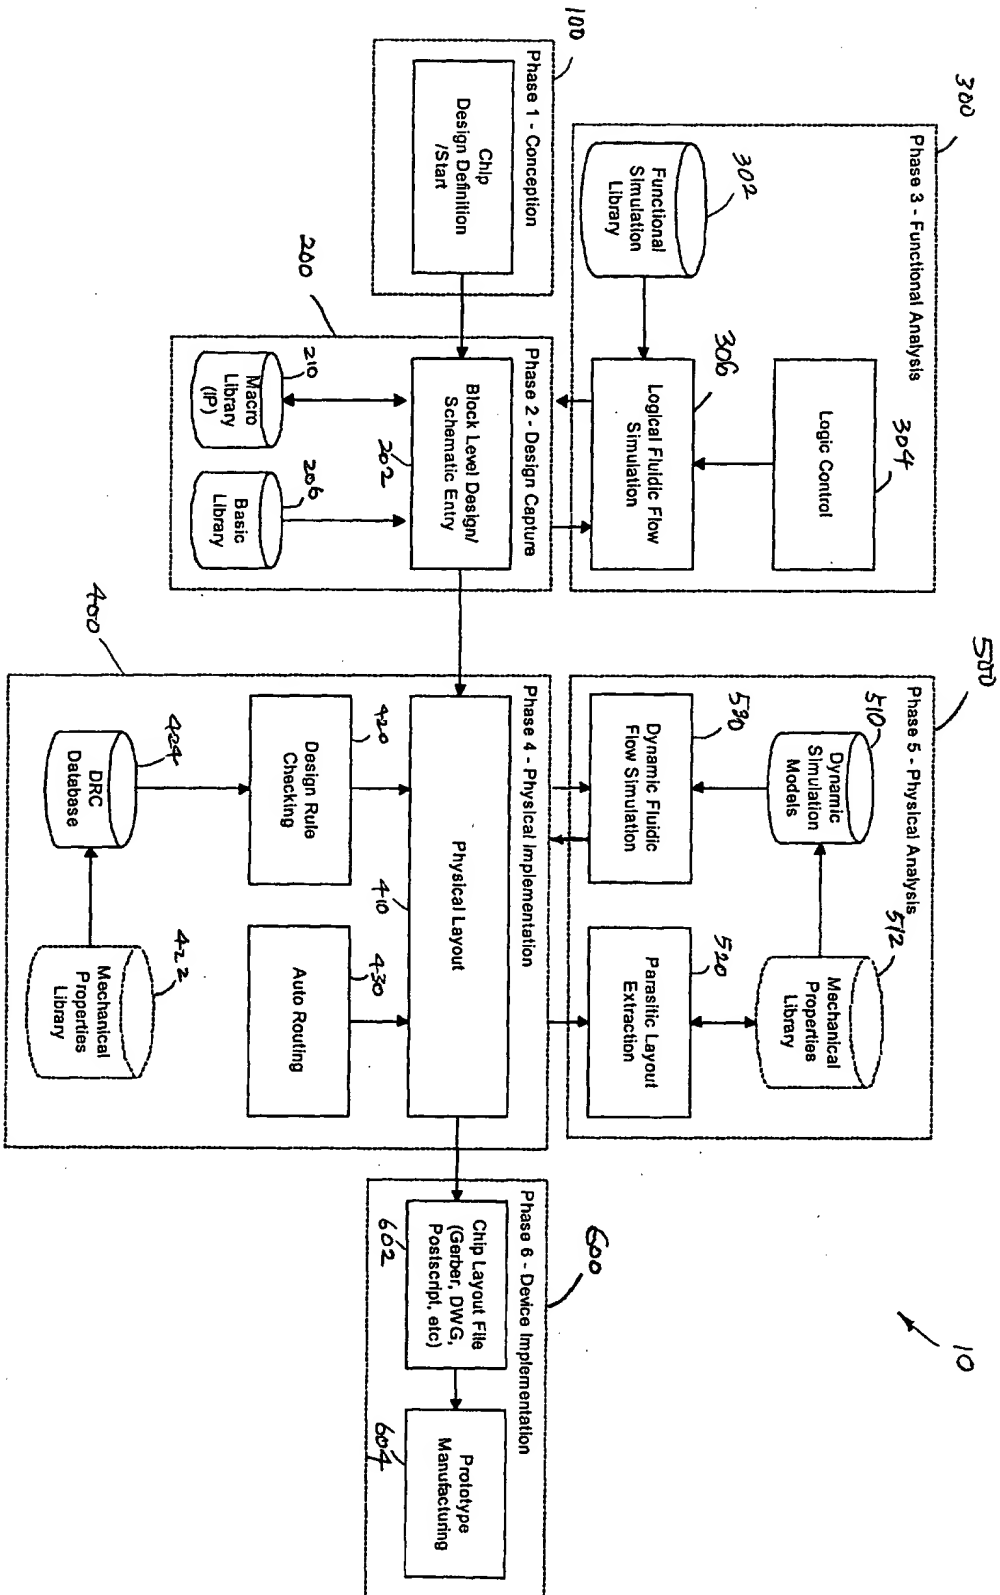 300
Phase 3 - Functional Analysis
302
Functional
Simulation
Library
304
Logic Control
306
Logical Fluidic Flow
Simulation
500
Phase 5 - Physical Analysis
510
Dynamic
Simulation
Models
512
Mechanical
Properties
Library
530
Dynamic Fluidic
Flow Simulation
520
Parasitic Layout
Extraction
10
100
Phase 1 - Conception
Chip
Design Definition
/Start
200
Phase 2 - Design Capture
Block Level Design/
Schematic Entry
202
210
Macro
Library
(IP)
206
Basic
Library
400
Phase 4 - Physical Implementation
Physical Layout
410
420
Design Rule
Checking
430
Auto Routing
424
DRC
Database
422
Mechanical
Properties
Library
600
Phase 6 - Device Implementation
Chip Layout File
(Gerber, DWG,
Postscript, etc)
602
Prototype
Manufacturing
604